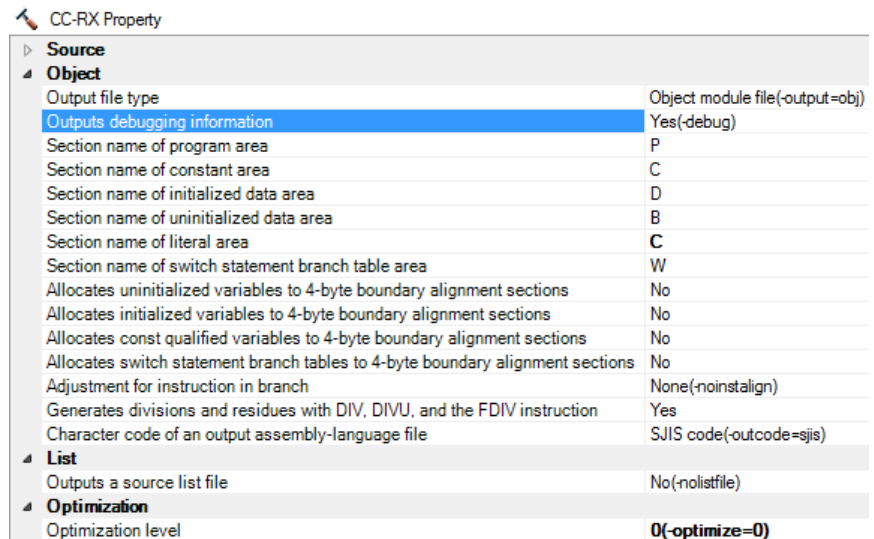 CC-RX Property
Source
Object
Output file type Object module file(-output=obj)
Outputs debugging information Yes(-debug)
Section name of program area P
Section name of constant area C
Section name of initialized data area D
Section name of uninitialized data area B
Section name of literal area C
Section name of switch statement branch table area W
Allocates uninitialized variables to 4-byte boundary alignment sections No
Allocates initialized variables to 4-byte boundary alignment sections No
Allocates const qualified variables to 4-byte boundary alignment sections No
Allocates switch statement branch tables to 4-byte boundary alignment sections No
Adjustment for instruction in branch None(-noinstalign)
Generates divisions and residues with DIV, DIVU, and the FDIV instruction Yes
Character code of an output assembly-language file SJIS code(-outcode=sjis)
List
Outputs a source list file No(-nolistfile)
Optimization
Optimization level 0(-optimize=0)